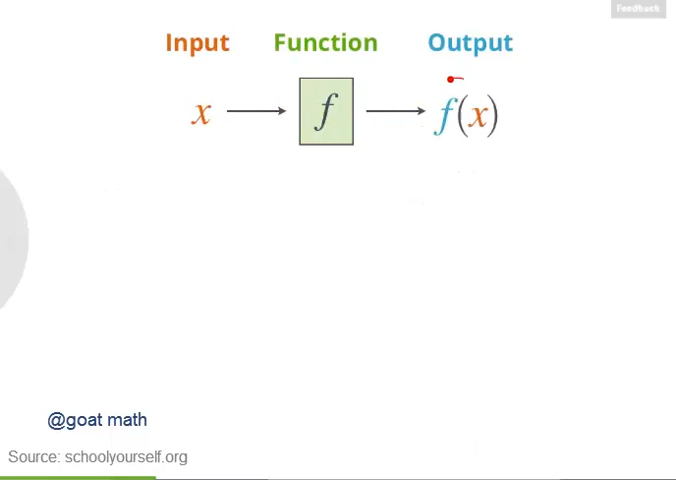 Feedback
Input Function Output
x f f(x)
@goat math
Source: schoolyourself.org